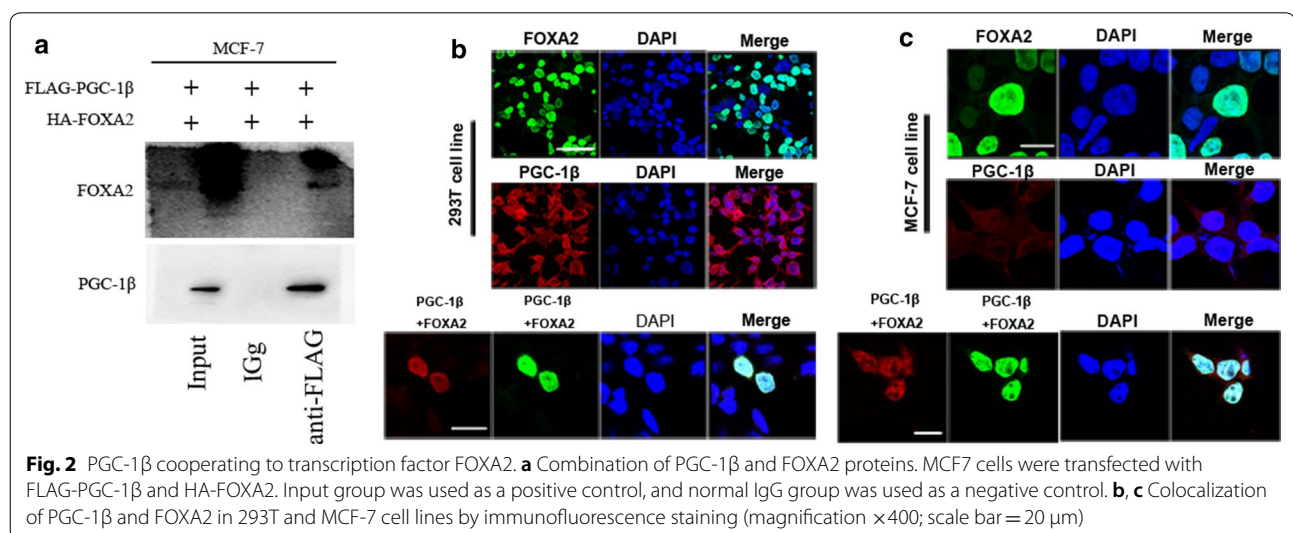 a
MCF-7
FLAG-PGC-1β + + +
HA-FOXA2 + + +
FOXA2
PGC-1β
Input IGg anti-FLAG
b
FOXA2 DAPI Merge
293T cell line
PGC-1β DAPI Merge
PGC-1β +FOXA2 PGC-1β +FOXA2 DAPI Merge
c
FOXA2 DAPI Merge
MCF-7 cell line
PGC-1β DAPI Merge
PGC-1β +FOXA2 PGC-1β +FOXA2 DAPI Merge
Fig. 2 PGC-1β cooperating to transcription factor FOXA2. a Combination of PGC-1β and FOXA2 proteins. MCF7 cells were transfected with
FLAG-PGC-1β and HA-FOXA2. Input group was used as a positive control, and normal IgG group was used as a negative control. b, c Colocalization
of PGC-1β and FOXA2 in 293T and MCF-7 cell lines by immunofluorescence staining (magnification ×400; scale bar = 20 μm)